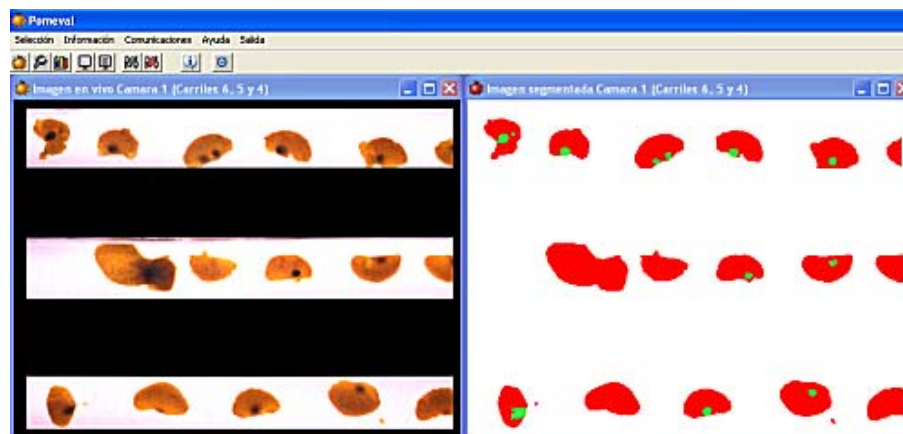 Pomeval
Selección Información Comunicaciones Ayuda Salida
Imagen en vivo Camara 1 (Carriles 6, 5 y 4)
Imagen segmentada Camara 1 (Carriles 6, 5 y 4)